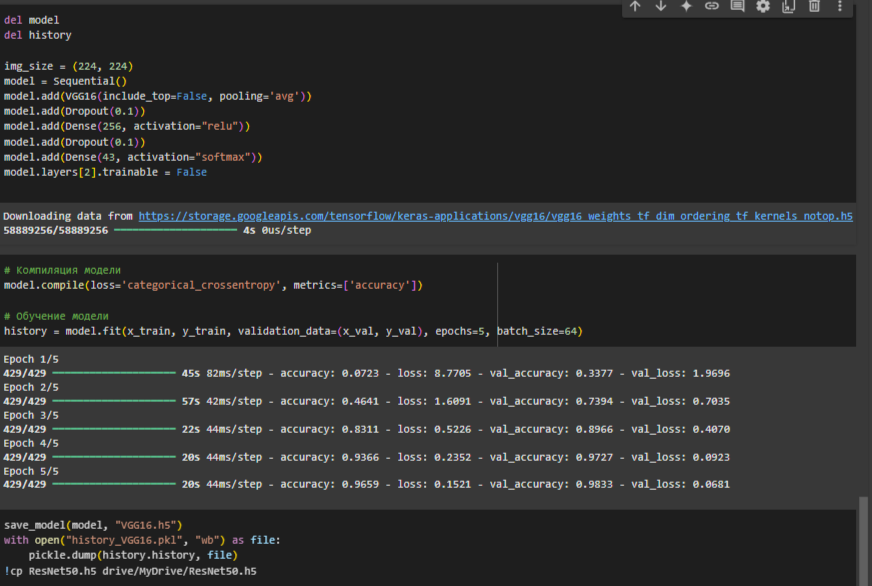 del model
del history
img_size = (224, 224)
model = Sequential()
model.add(VGG16(include_top=False, pooling='avg'))
model.add(Dropout(0.1))
model.add(Dense(256, activation="relu"))
model.add(Dropout(0.1))
model.add(Dense(43, activation="softmax"))
model.layers[2].trainable = False
Downloading data from https://storage.googleapis.com/tensorflow/keras-applications/vgg16/vgg16_weights_tf_dim_ordering_tf_kernels_notop.h5
58889256/58889256 4s 0us/step
# Компиляция модели
model.compile(loss='categorical_crossentropy', metrics=['accuracy'])
# Обучение модели
history = model.fit(x_train, y_train, validation_data=(x_val, y_val), epochs=5, batch_size=64)
Epoch 1/5
429/429 45s 82ms/step - accuracy: 0.0723 - loss: 8.7705 - val_accuracy: 0.3377 - val_loss: 1.9696
Epoch 2/5
429/429 57s 42ms/step - accuracy: 0.4641 - loss: 1.6091 - val_accuracy: 0.7394 - val_loss: 0.7035
Epoch 3/5
429/429 22s 44ms/step - accuracy: 0.8311 - loss: 0.5226 - val_accuracy: 0.8966 - val_loss: 0.4070
Epoch 4/5
429/429 20s 44ms/step - accuracy: 0.9366 - loss: 0.2352 - val_accuracy: 0.9727 - val_loss: 0.0923
Epoch 5/5
429/429 20s 44ms/step - accuracy: 0.9659 - loss: 0.1521 - val_accuracy: 0.9833 - val_loss: 0.0681
save_model(model, "VGG16.h5")
with open("history_VGG16.pkl", "wb") as file:
    pickle.dump(history.history, file)
!cp ResNet50.h5 drive/MyDrive/ResNet50.h5